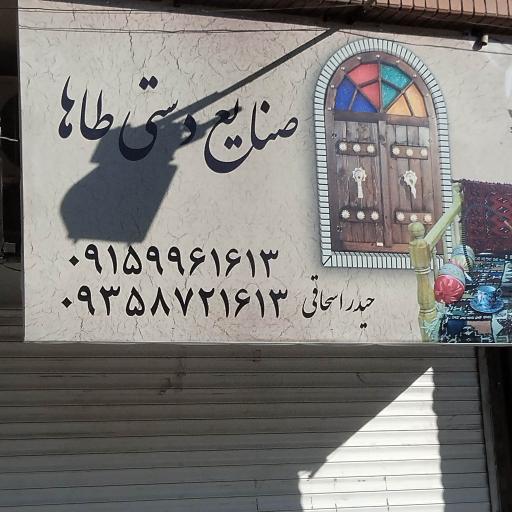 صنایع دستی طاها
۰۹۱۵۹۹۶۱۶۱۳
۰۹۳۵۸۷۲۱۶۱۳ حیدر اسحاقی